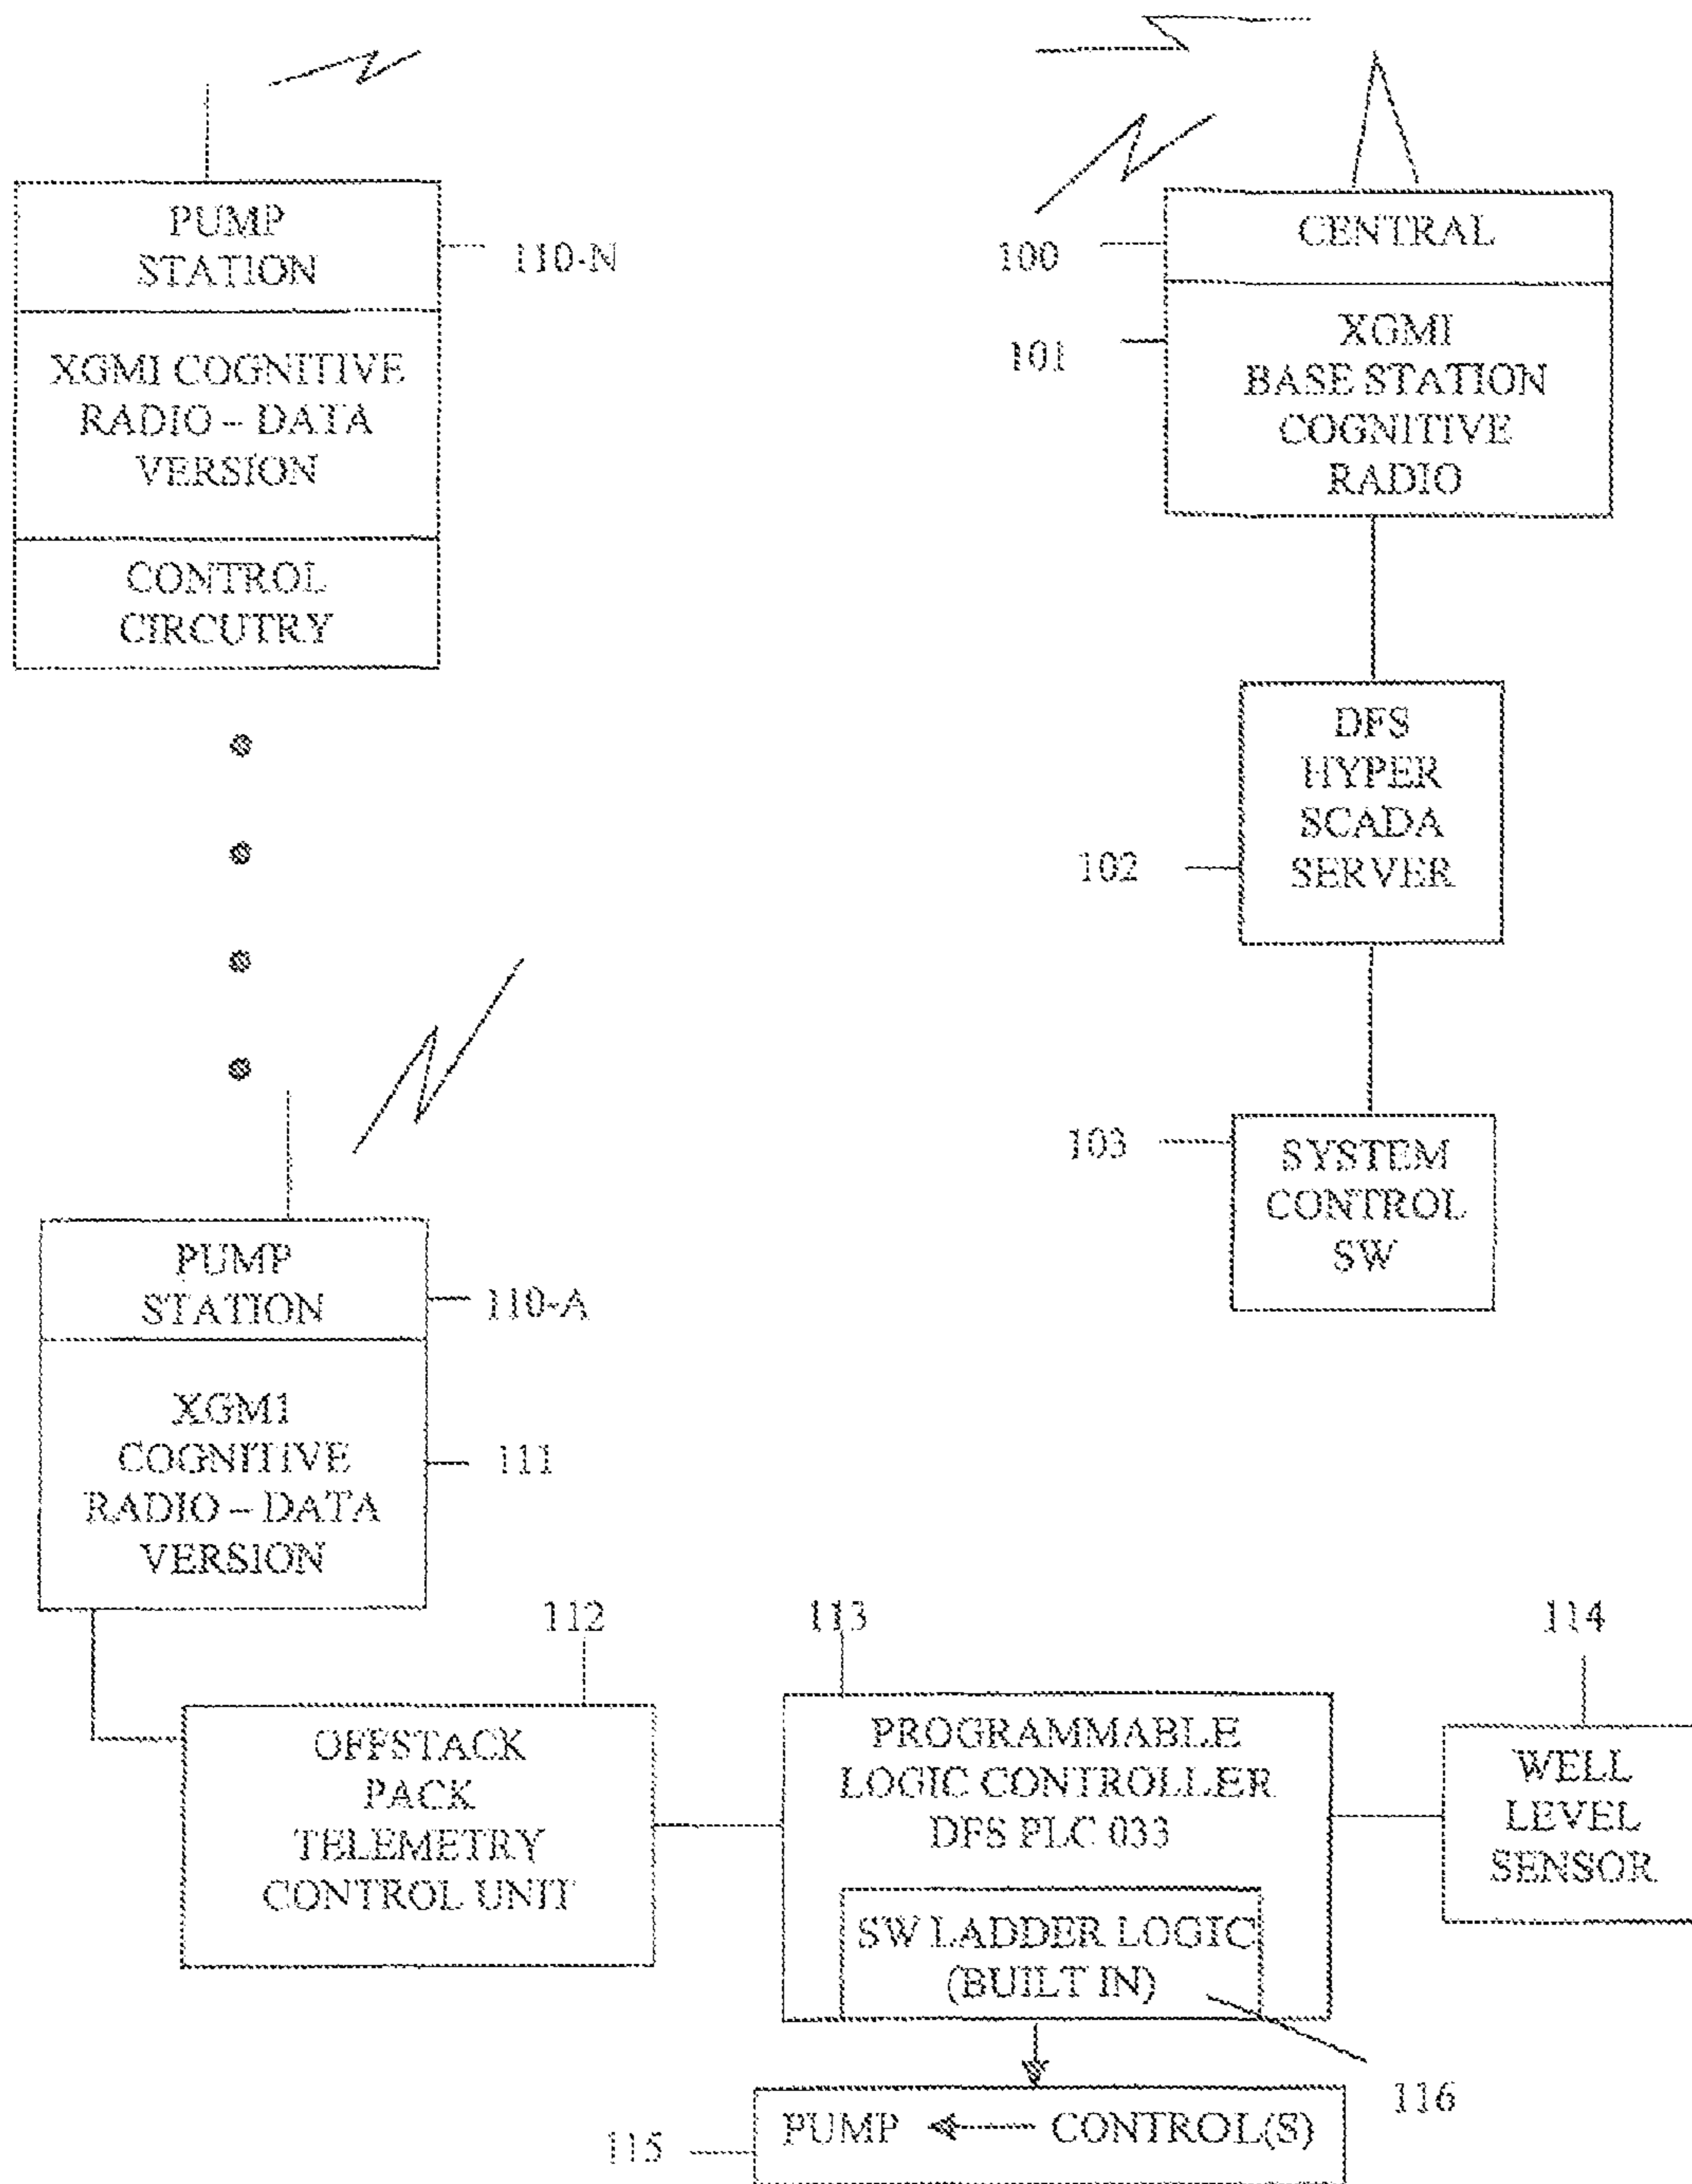 PUMP
STATION
110-N
XGMI COGNITIVE
RADIO – DATA
VERSION
CONTROL
CIRCUTRY
100
CENTRAL
101
XGMI
BASE STATION
COGNITIVE
RADIO
102
DFS
HYPER
SCADA
SERVER
103
SYSTEM
CONTROL
SW
PUMP
STATION
110-A
XGM1
COGNITIVE
RADIO – DATA
VERSION
111
112
OFFSTACK
PACK
TELEMETRY
CONTROL UNIT
113
PROGRAMMABLE
LOGIC CONTROLLER
DFS PLC 033
SW LADDER LOGIC
(BUILT IN)
114
WELL
LEVEL
SENSOR
116
115
PUMP CONTROL(S)